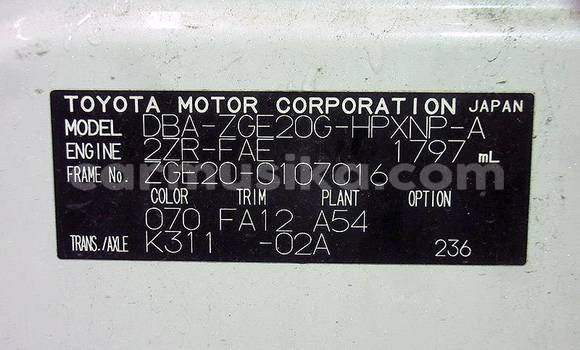 TOYOTA MOTOR CORPORATION JAPAN
MODEL DBA-ZGE20G-HPXNP-A
ENGINE 2ZR-FAE 1797 mL
FRAME No. ZGE20-0107016
COLOR TRIM PLANT OPTION
070 FA12 A54
TRANS./AXLE K311 -02A 236